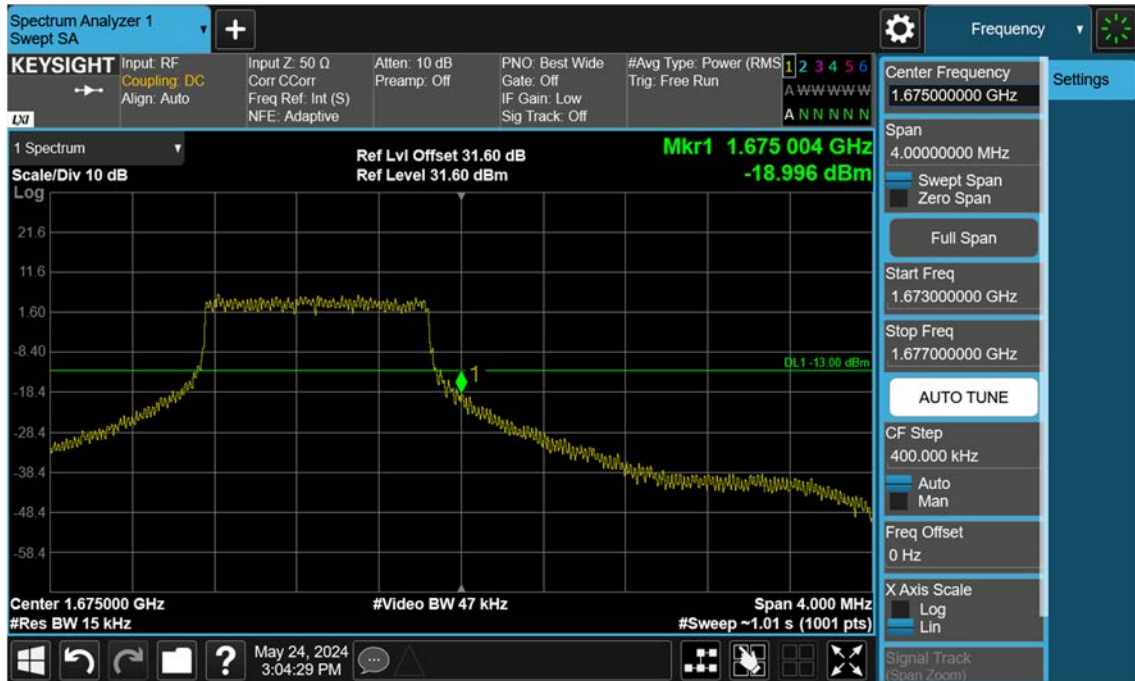 Spectrum Analyzer 1
Swept SA
Frequency
KEYSIGHT
LXI
Input: RF
Coupling: DC
Align: Auto
Input Z: 50 Ω
Corr CCorr
Freq Ref: Int (S)
NFE: Adaptive
Atten: 10 dB
Preamp: Off
PNO: Best Wide
Gate: Off
IF Gain: Low
Sig Track: Off
#Avg Type: Power (RMS
Trig: Free Run
1 2 3 4 5 6
A W W W W W
A N N N N N
1 Spectrum
Scale/Div 10 dB
Ref Lvl Offset 31.60 dB
Ref Level 31.60 dBm
Mkr1 1.675 004 GHz
-18.996 dBm
Log
21.6
11.6
1.60
-8.40
-18.4
-28.4
-38.4
-48.4
-58.4
DL1 -13.00 dBm
1
Center 1.675000 GHz
#Res BW 15 kHz
#Video BW 47 kHz
Span 4.000 MHz
#Sweep ~1.01 s (1001 pts)
Center Frequency
1.675000000 GHz
Span
4.00000000 MHz
Swept Span
Zero Span
Full Span
Start Freq
1.673000000 GHz
Stop Freq
1.677000000 GHz
AUTO TUNE
CF Step
400.000 kHz
Auto
Man
Freq Offset
0 Hz
X Axis Scale
Log
Lin
Signal Track
(Span Zoom)
Settings
?
May 24, 2024
3:04:29 PM